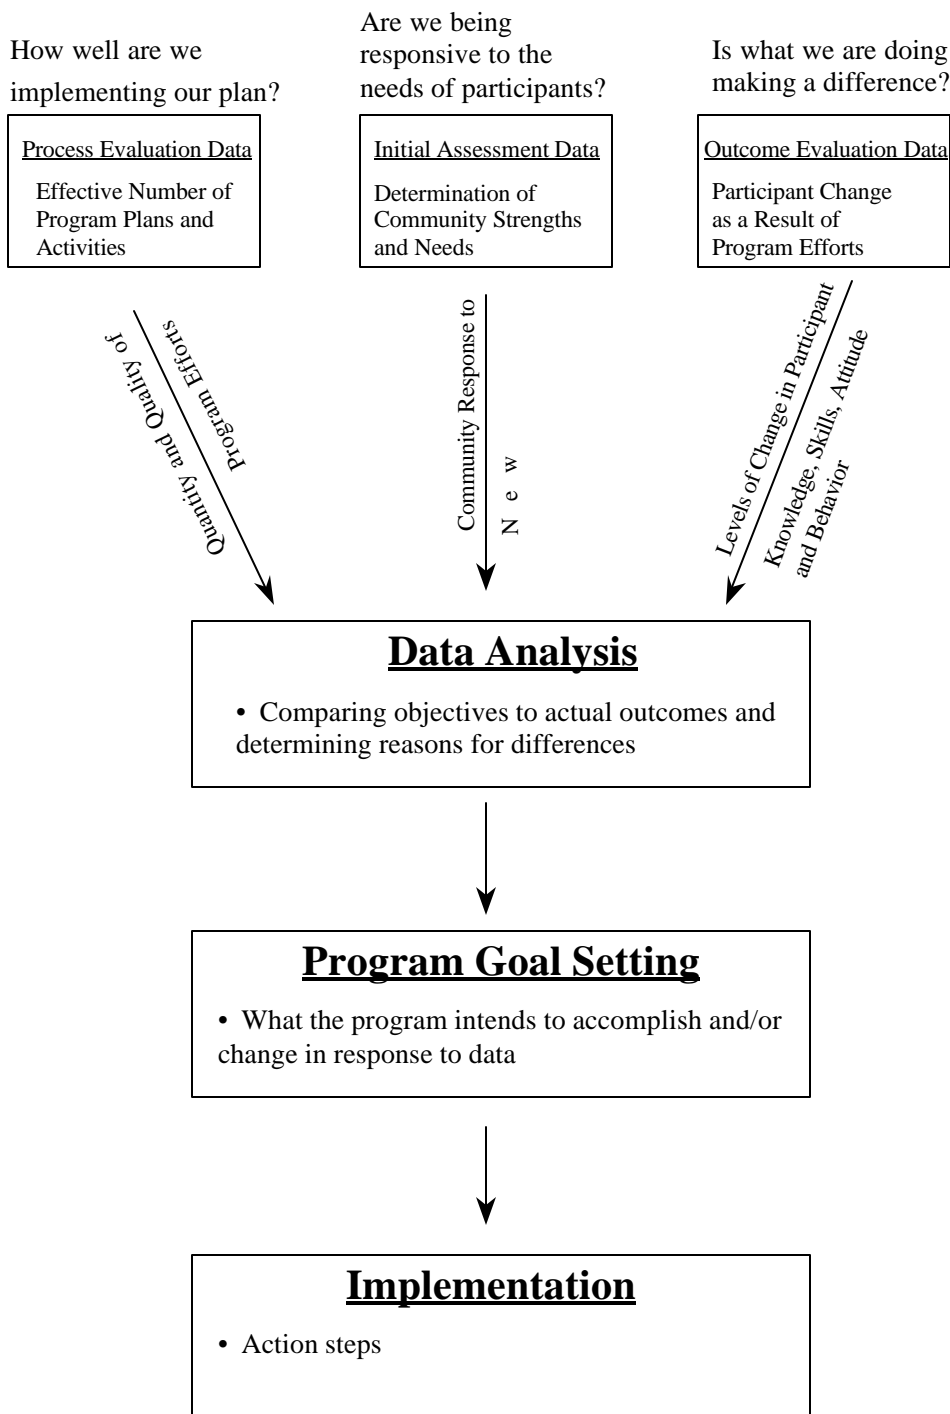 How well are we
implementing our plan?
Are we being
responsive to the
needs of participants?
Is what we are doing
making a difference?
Process Evaluation Data
Effective Number of
Program Plans and
Activities
Initial Assessment Data
Determination of
Community Strengths
and Needs
Outcome Evaluation Data
Participant Change
as a Result of
Program Efforts
Quantity and Quality of
Program Efforts
Community Response to
New
Levels of Change in Participant
Knowledge, Skills, Attitude
and Behavior
Data Analysis
• Comparing objectives to actual outcomes and
determining reasons for differences
Program Goal Setting
• What the program intends to accomplish and/or
change in response to data
Implementation
• Action steps